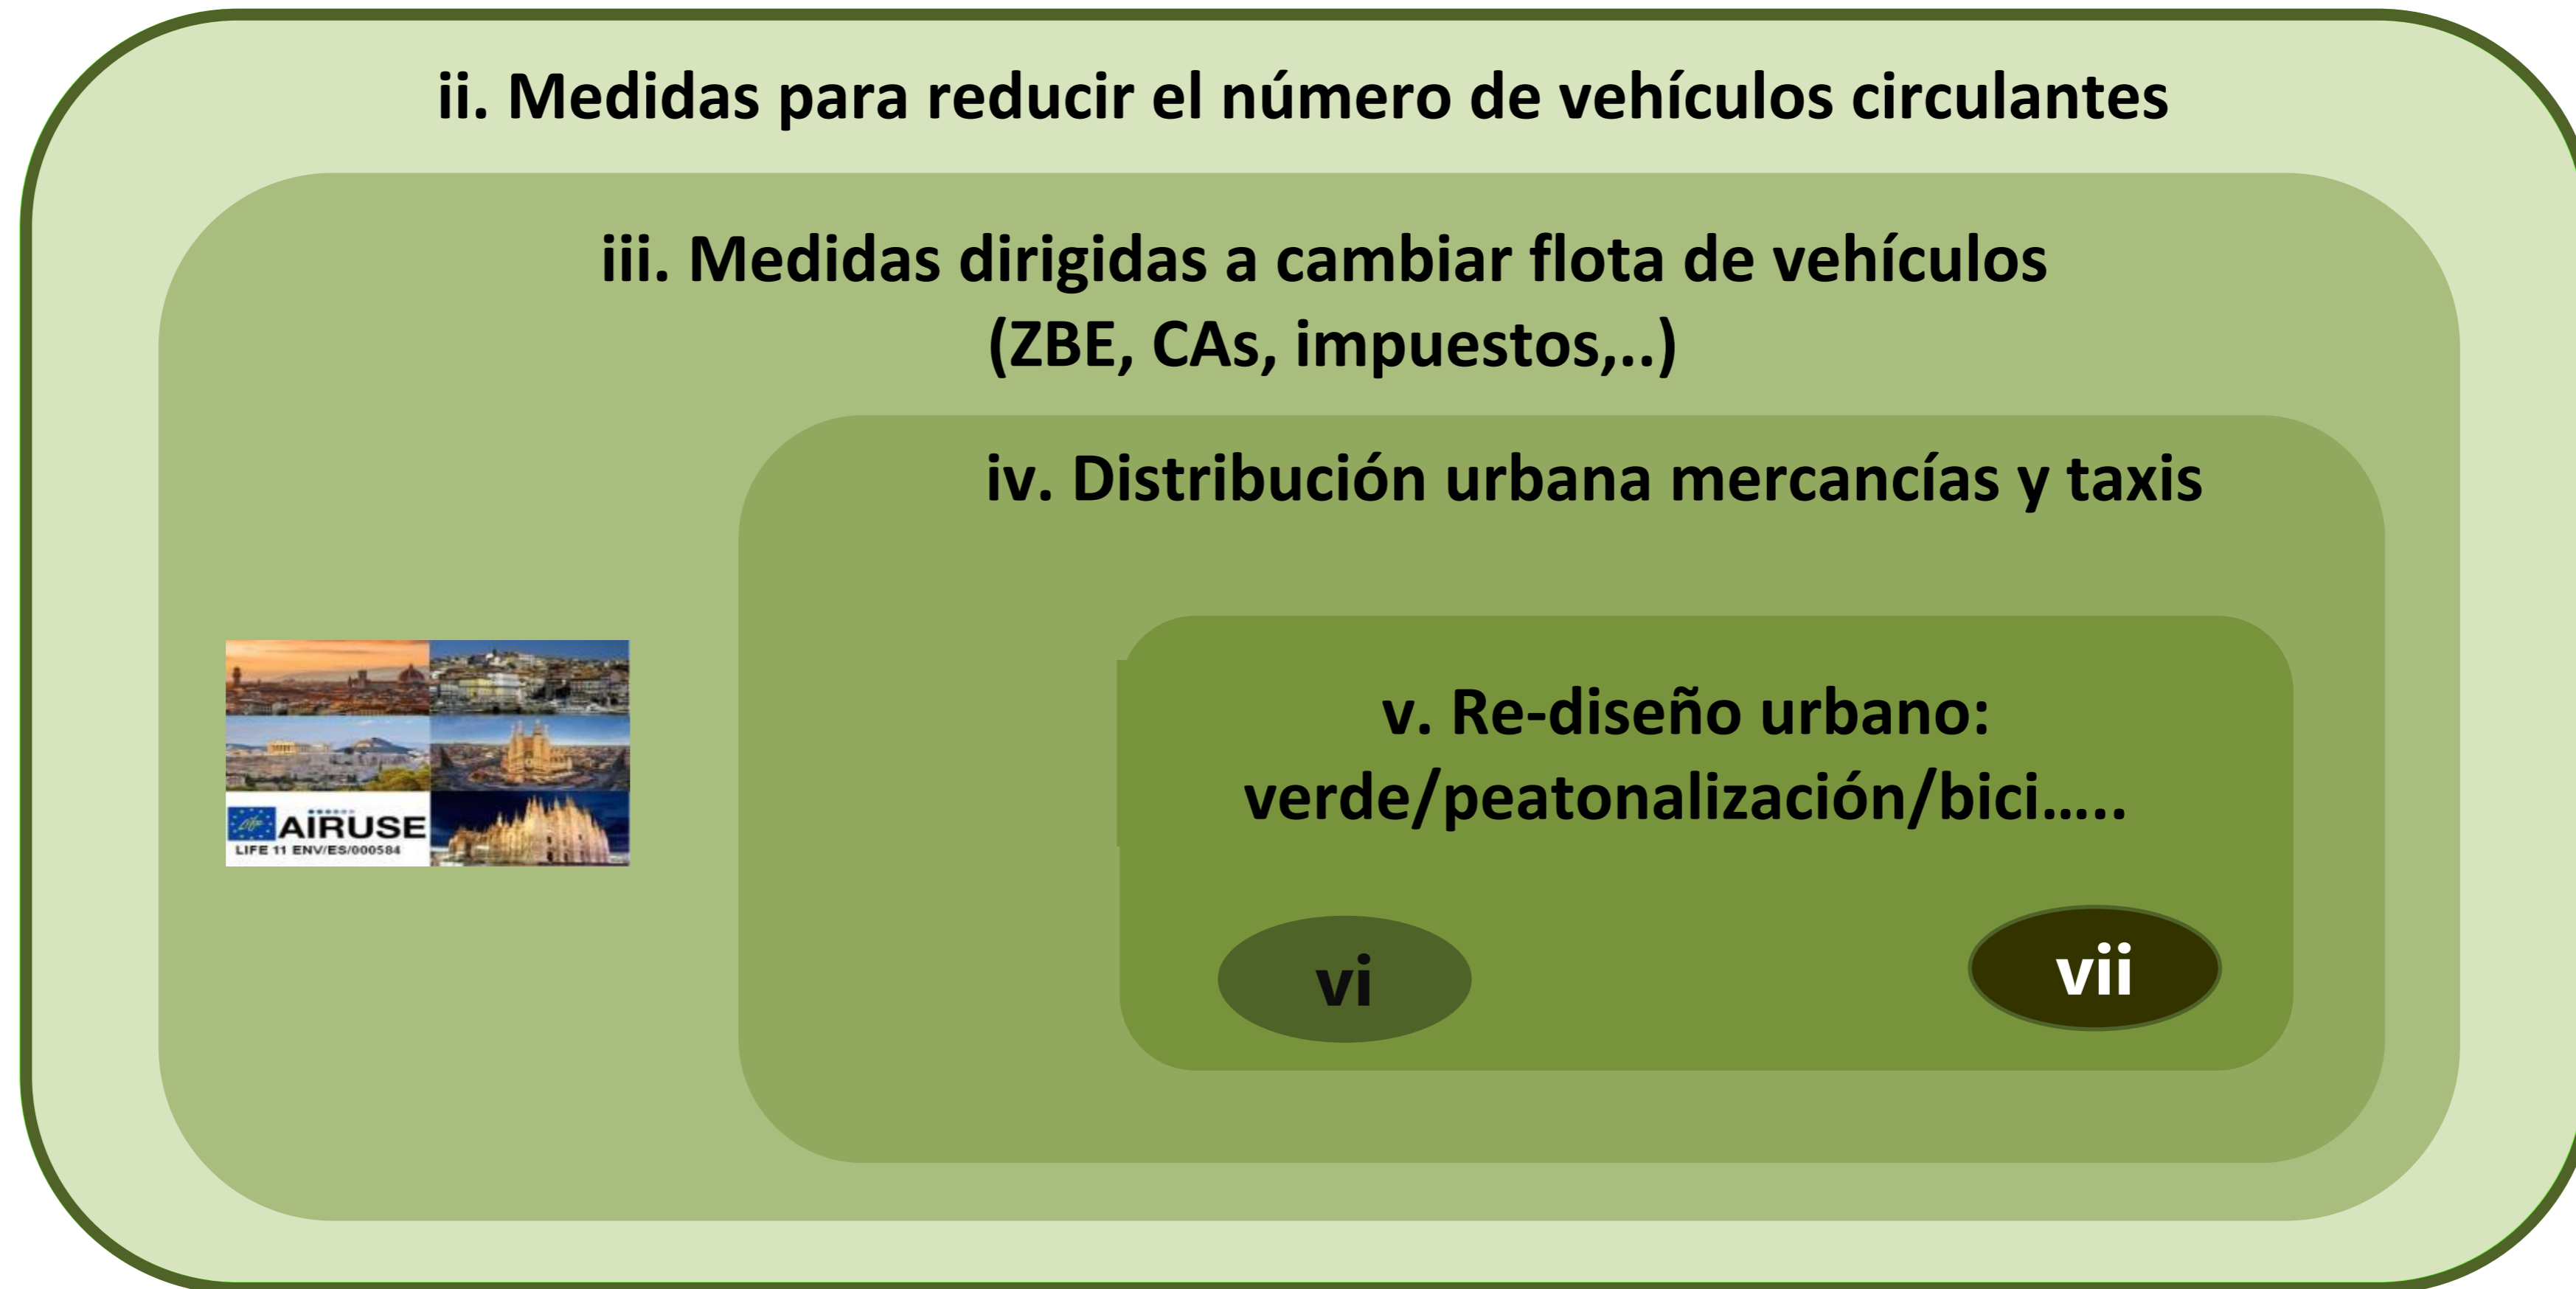 ii. Medidas para reducir el número de vehículos circulantes
iii. Medidas dirigidas a cambiar flota de vehículos
(ZBE, CAs, impuestos,..)
iv. Distribución urbana mercancías y taxis
v. Re-diseño urbano:
verde/peatonalización/bici.....
Life AIRUSE
LIFE 11 ENV/ES/000584
vi
vii